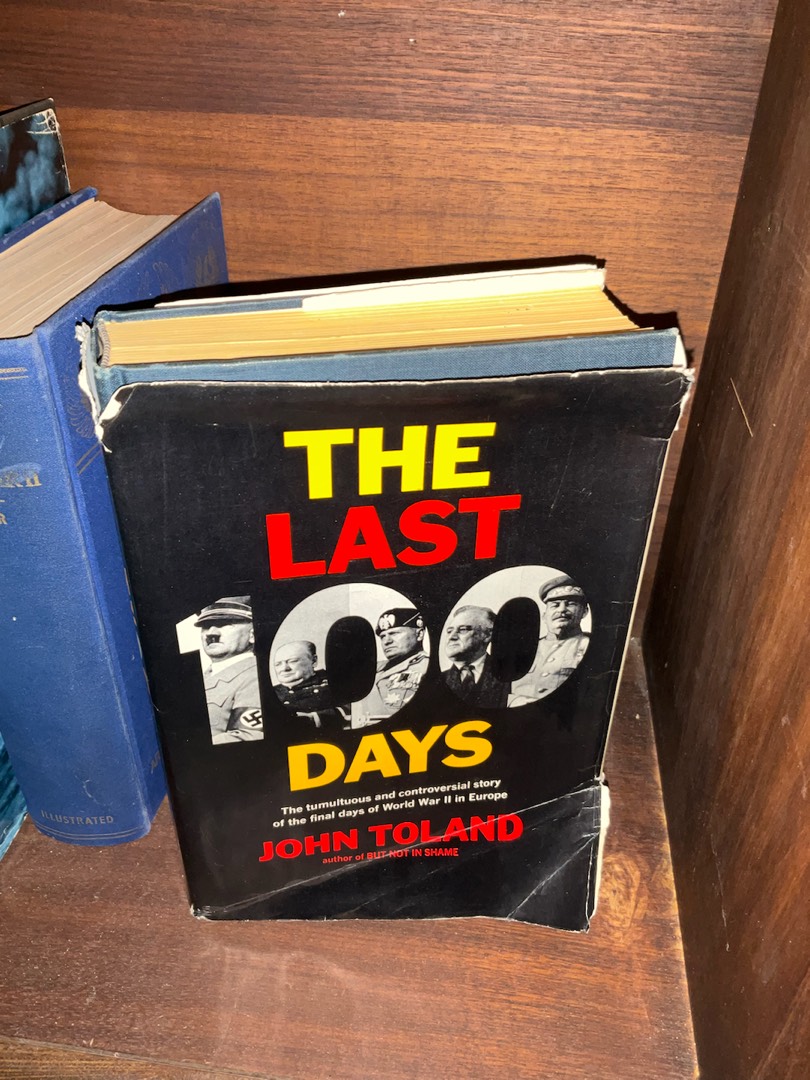 THE
LAST
100
DAYS
The tumultuous and controversial story
of the final days of World War II in Europe
JOHN TOLAND
author of BUT NOT IN SHAME
ILLUSTRATED